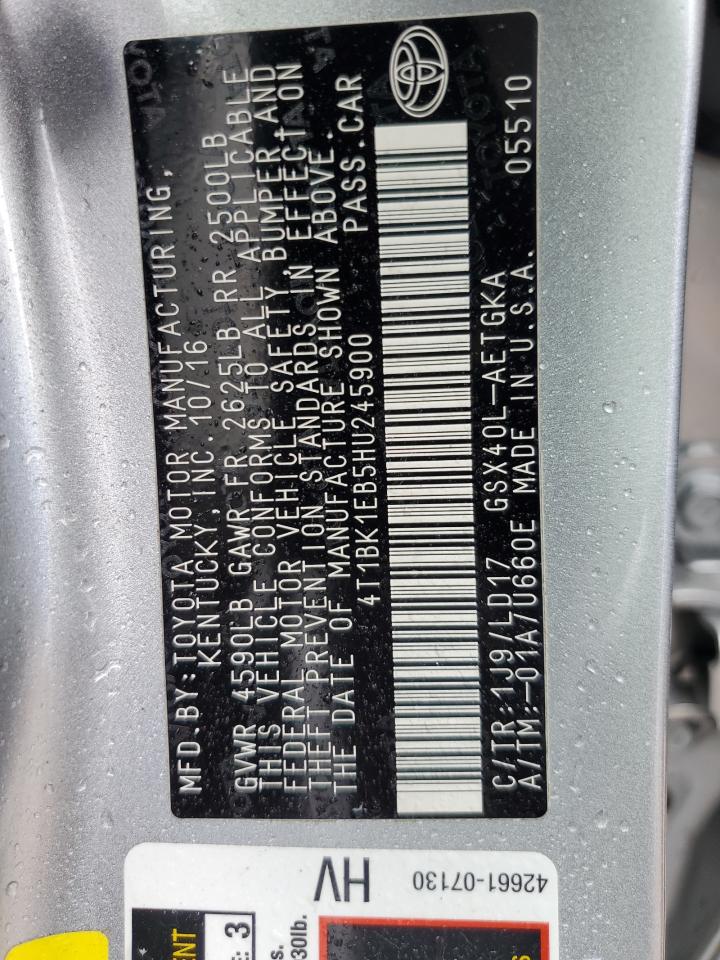 MFD.BY:TOYOTA MOTOR MANUFACTURING,
KENTUCKY,INC. 10/16
GVWR 4590LB GAWR FR 2625LB RR 2500LB
THIS VEHICLE CONFORMS TO ALL APPLICABLE
FEDERAL MOTOR VEHICLE SAFETY, BUMPER,AND
THEFT PREVENTION STANDARDS IN EFFECT ON
THE DATE OF MANUFACTURE SHOWN ABOVE.
4T1BK1EB5HU245900 PASS.CAR
C/TR:1J9/LD17 GSX40L-AETGKA
A/TM:-01A/U660E MADE IN U.S.A. 05510
HV
42661-07130
3
30lb.